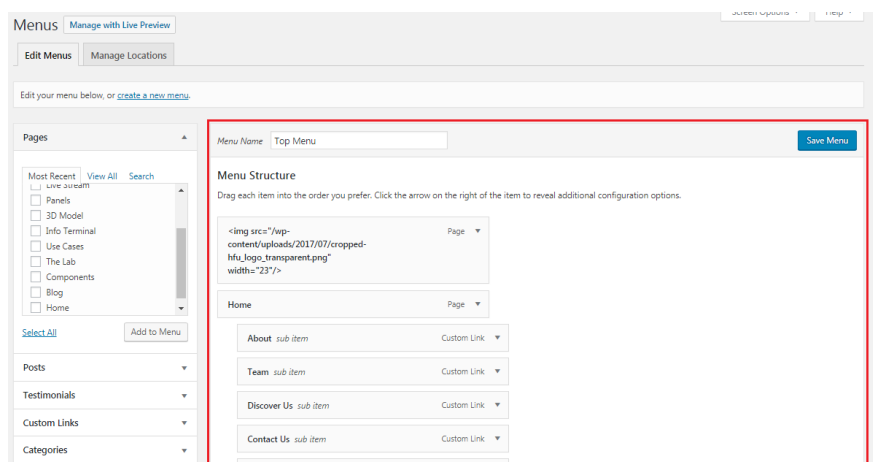 Screen Options Help
Menus Manage with Live Preview
Edit Menus Manage Locations
Edit your menu below, or create a new menu.
Pages
Most Recent View All Search
Live Stream
Panels
3D Model
Info Terminal
Use Cases
The Lab
Components
Blog
Home
Select All Add to Menu
Posts
Testimonials
Custom Links
Categories
Menu Name Top Menu Save Menu
Menu Structure
Drag each item into the order you prefer. Click the arrow on the right of the item to reveal additional configuration options.
<img src="/wp- Page
content/uploads/2017/07/cropped-
hfu_logo_transparent.png"
width="23"/>
Home Page
About sub item Custom Link
Team sub item Custom Link
Discover Us sub item Custom Link
Contact Us sub item Custom Link